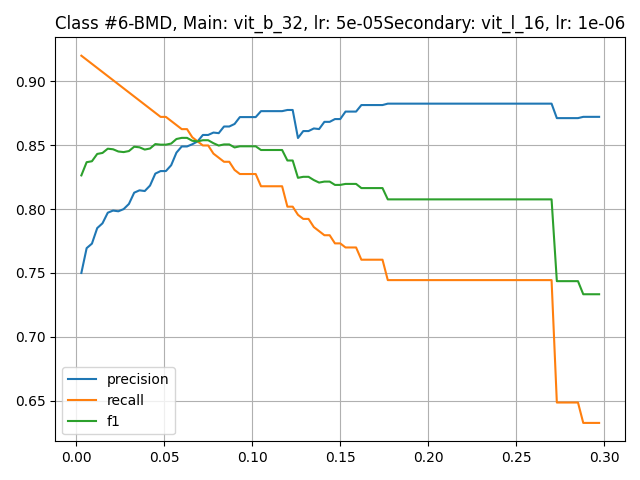 Class #6-BMD, Main: vit_b_32, lr: 5e-05Secondary: vit_l_16, lr: 1e-06
0.90
0.85
0.80
0.75
0.70
0.65
precision
recall
f1
0.00 0.05 0.10 0.15 0.20 0.25 0.30